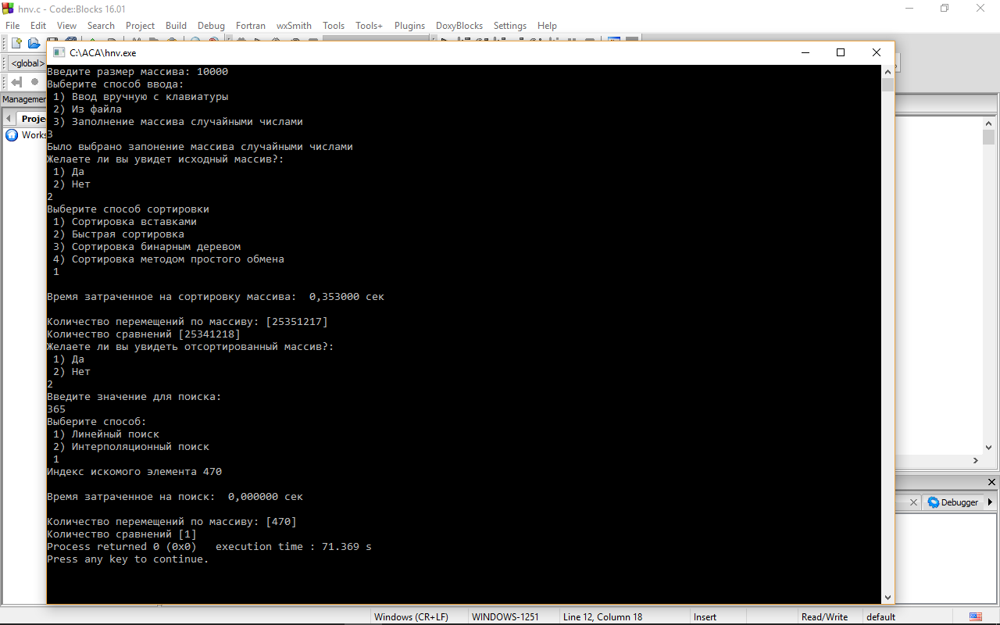 hnv.c - Code::Blocks 16.01
File Edit View Search Project Build Debug Fortran wxSmith Tools Tools+ Plugins DoxyBlocks Settings Help
C:\ACA\hnv.exe
<global>
Введите размер массива: 10000
Выберите способ ввода:
1) Ввод вручную с клавиатуры
Managemer
2) Из файла
Proje
3) Заполнение массива случайными числами
Works
3
Было выбрано запонение массива случайными числами
Желаете ли вы увидет исходный массив?:
1) Да
2) Нет
2
Выберите способ сортировки
1) Сортировка вставками
2) Быстрая сортировка
3) Сортировка бинарным деревом
4) Сортировка методом простого обмена
1
Время затраченное на сортировку массива: 0,353000 сек
Количество перемещений по массиву: [25351217]
Количество сравнений [25341218]
Желаете ли вы увидеть отсортированный массив?:
1) Да
2) Нет
2
Введите значение для поиска:
365
Выберите способ:
1) Линейный поиск
2) Интерполяционный поиск
1
Индекс искомого элемента 470
Время затраченное на поиск: 0,000000 сек
Debugger
Количество перемещений по массиву: [470]
Количество сравнений [1]
Process returned 0 (0x0) execution time : 71.369 s
Press any key to continue.
Windows (CR+LF) WINDOWS-1251 Line 12, Column 18 Insert Read/Write default